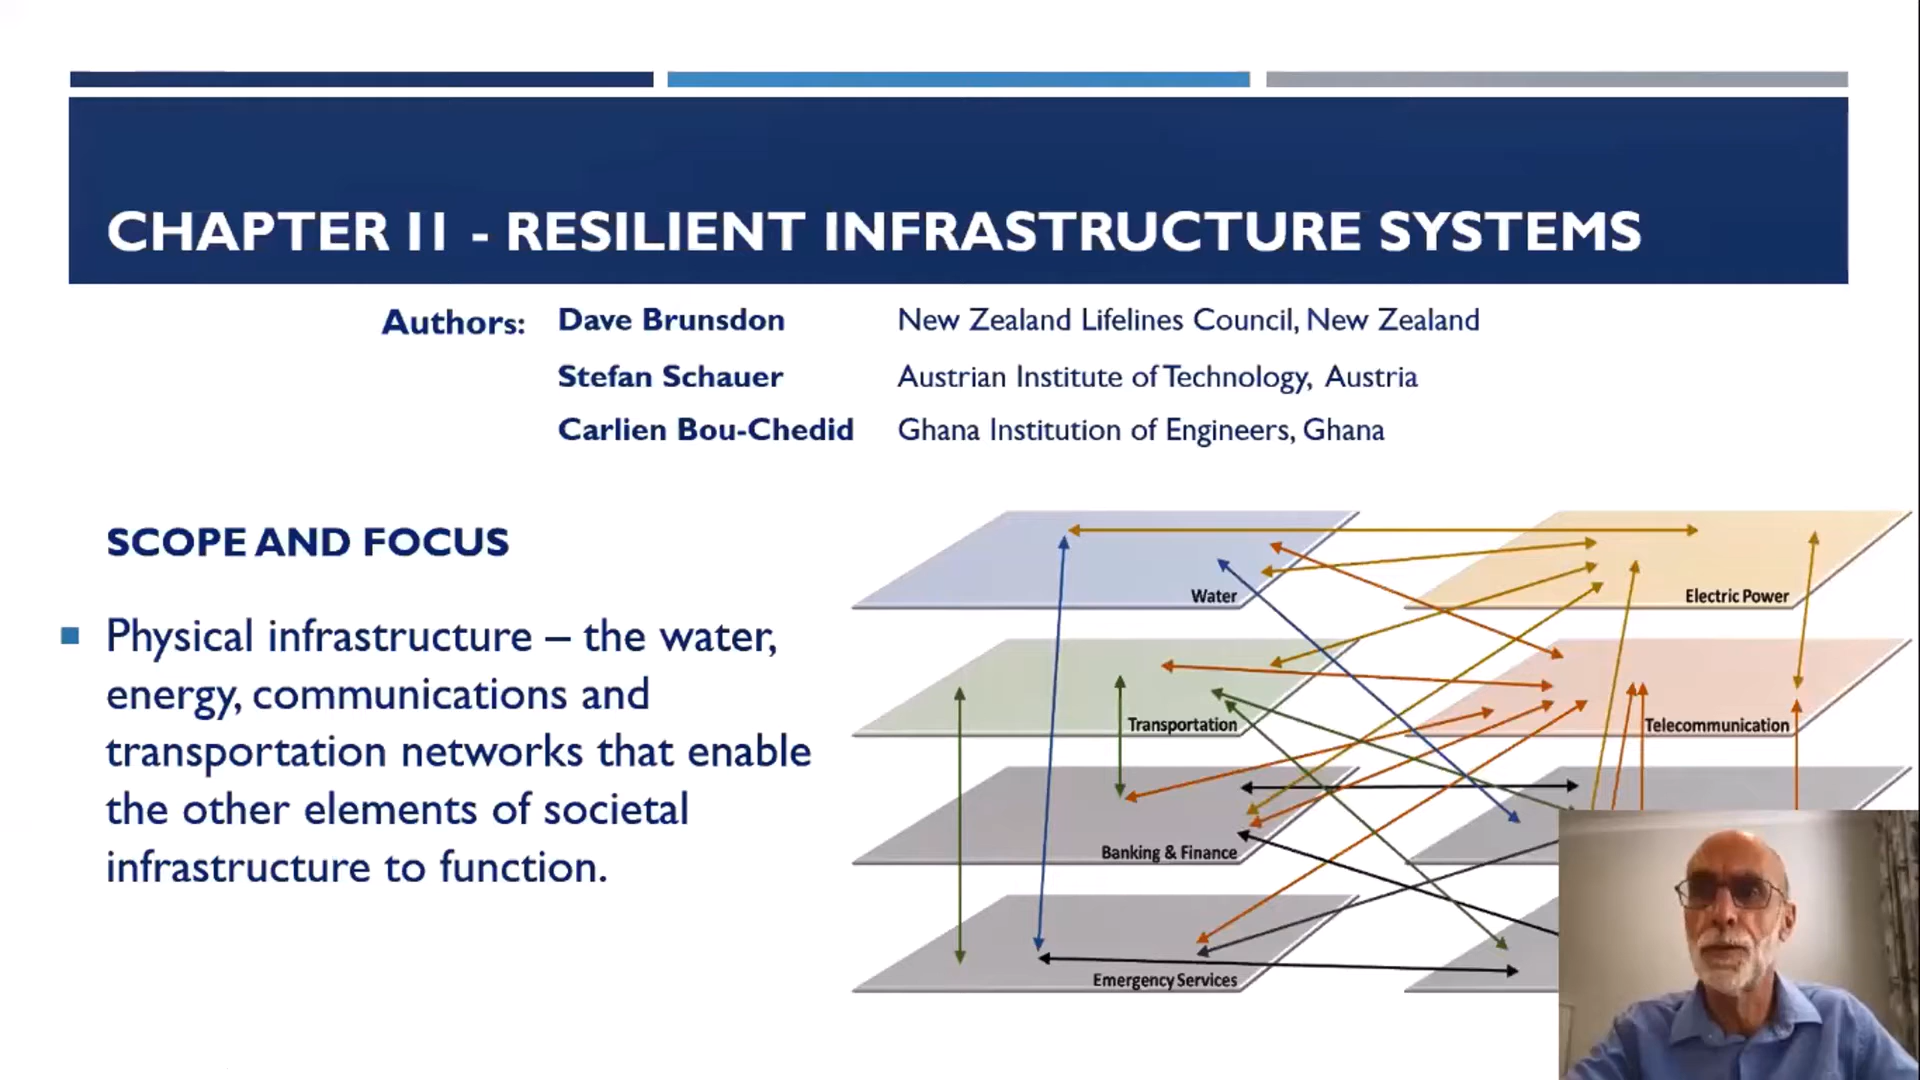 CHAPTER 11 - RESILIENT INFRASTRUCTURE SYSTEMS
Authors: Dave Brunsdon New Zealand Lifelines Council, New Zealand
Stefan Schauer Austrian Institute of Technology, Austria
Carlien Bou-Chedid Ghana Institution of Engineers, Ghana
SCOPE AND FOCUS
Physical infrastructure – the water,
energy, communications and
transportation networks that enable
the other elements of societal
infrastructure to function.
Water
Electric Power
Transportation
Telecommunication
Banking & Finance
Emergency Services